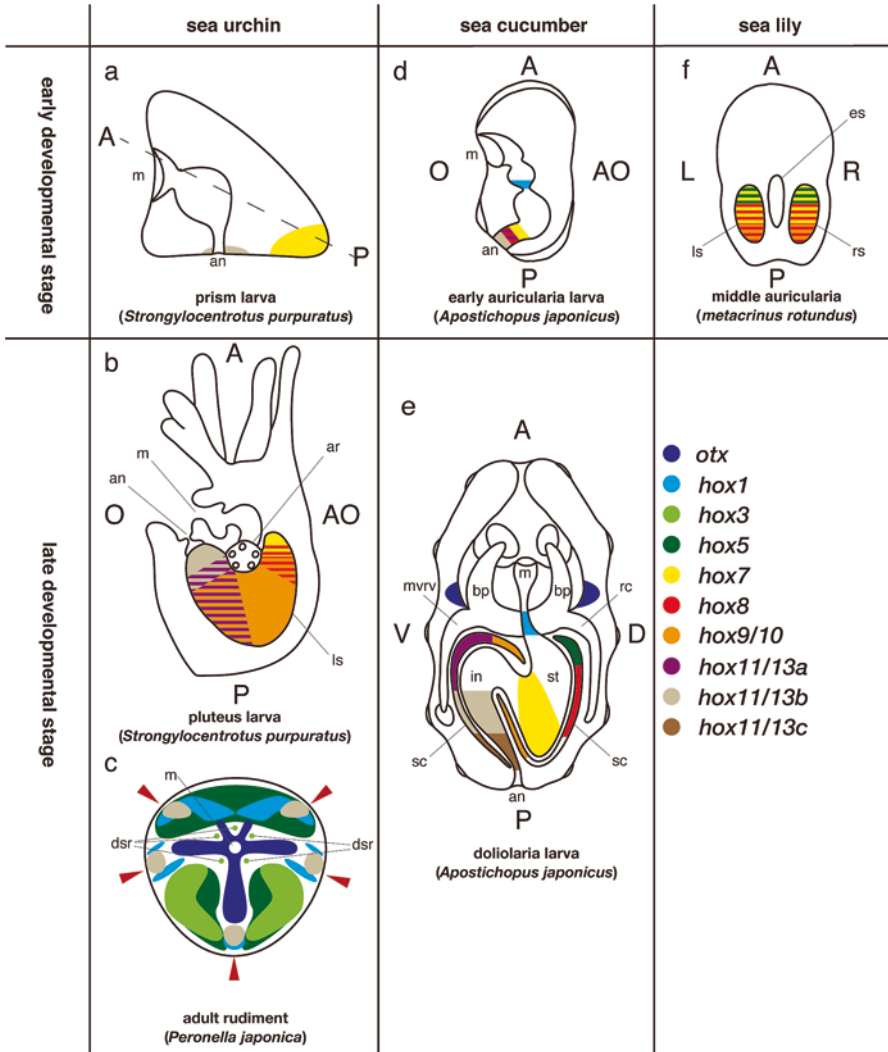 sea urchin
sea cucumber
sea lily
early developmental stage
a
A
m
an
P
prism larva
(Strongylocentrotus purpuratus)
d
A
m
O
AO
an
P
early auricularia larva
(Apostichopus japonicus)
f
A
es
L
R
ls
rs
P
middle auricularia
(metacrinus rotundus)
late developmental stage
b
A
m
ar
an
O
AO
ls
P
pluteus larva
(Strongylocentrotus purpuratus)
c
m
dsr
dsr
adult rudiment
(Peronella japonica)
e
A
m
mvrv
bp
bp
rc
V
D
in
st
sc
sc
an
P
doliolaria larva
(Apostichopus japonicus)
otx
hox1
hox3
hox5
hox7
hox8
hox9/10
hox11/13a
hox11/13b
hox11/13c